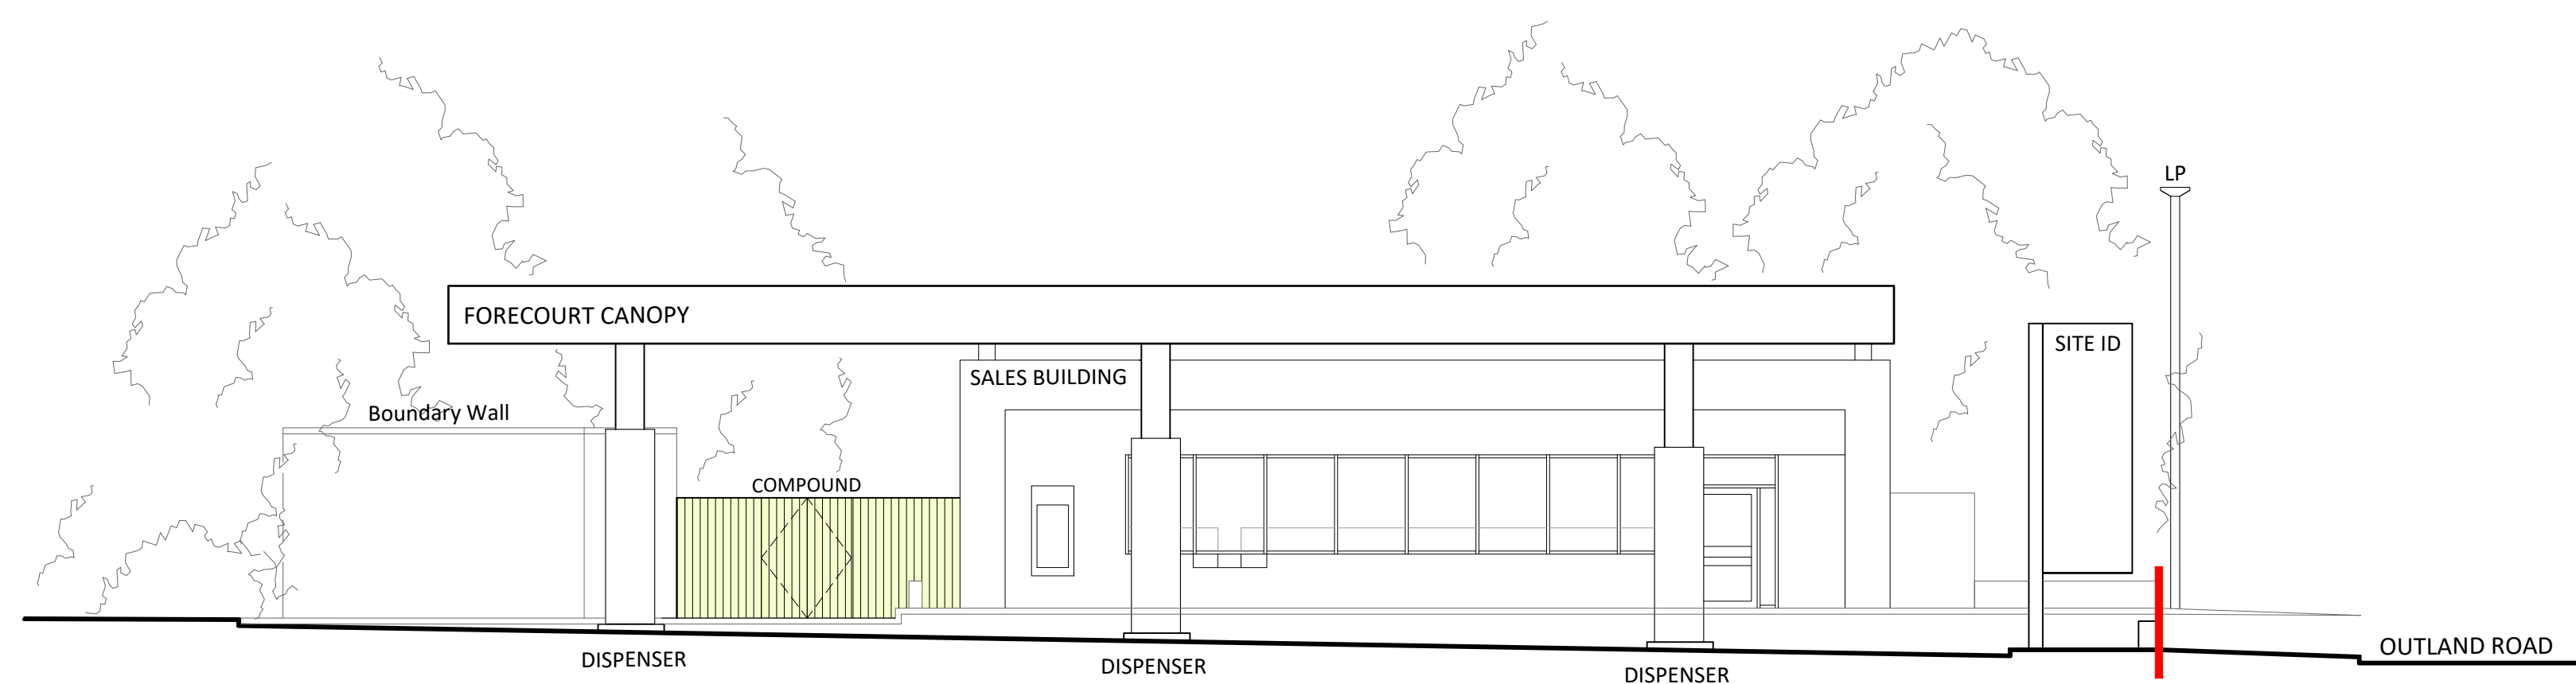 LP
FORECOURT CANOPY
SITE ID
SALES BUILDING
Boundary Wall
COMPOUND
OUTLAND ROAD
DISPENSER
DISPENSER
DISPENSER